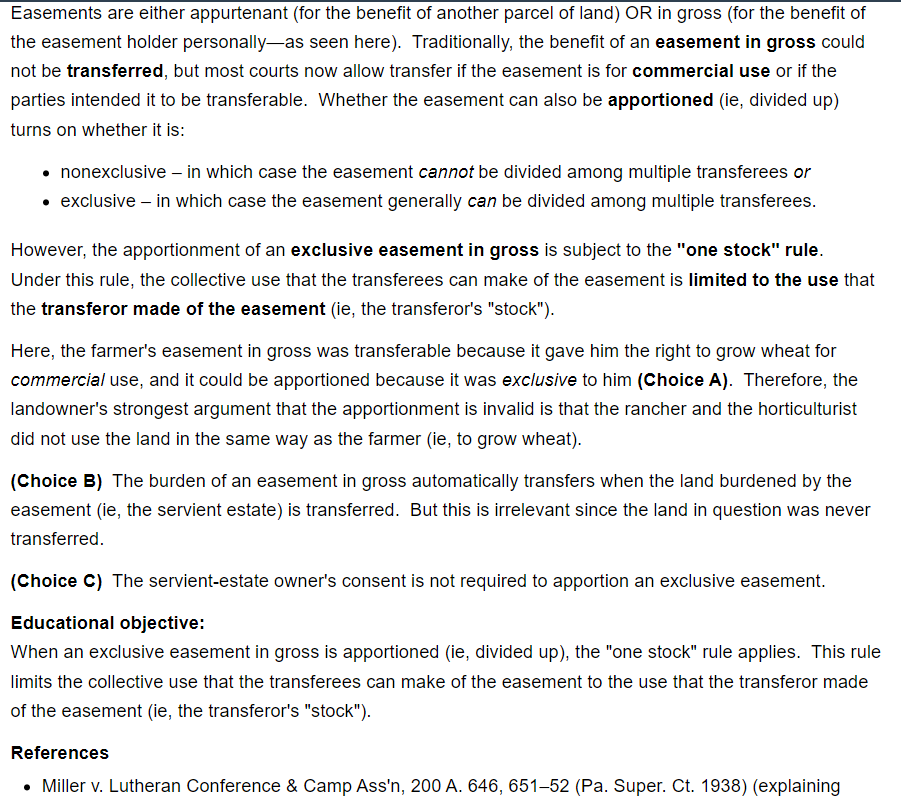 Easements are either appurtenant (for the benefit of another parcel of land) OR in gross (for the benefit of
the easement holder personally—as seen here).  Traditionally, the benefit of an easement in gross could
not be transferred, but most courts now allow transfer if the easement is for commercial use or if the
parties intended it to be transferable.  Whether the easement can also be apportioned (ie, divided up)
turns on whether it is:
• nonexclusive – in which case the easement cannot be divided among multiple transferees or
• exclusive – in which case the easement generally can be divided among multiple transferees.
However, the apportionment of an exclusive easement in gross is subject to the "one stock" rule.
Under this rule, the collective use that the transferees can make of the easement is limited to the use that
the transferor made of the easement (ie, the transferor's "stock").
Here, the farmer's easement in gross was transferable because it gave him the right to grow wheat for
commercial use, and it could be apportioned because it was exclusive to him (Choice A).  Therefore, the
landowner's strongest argument that the apportionment is invalid is that the rancher and the horticulturist
did not use the land in the same way as the farmer (ie, to grow wheat).
(Choice B)  The burden of an easement in gross automatically transfers when the land burdened by the
easement (ie, the servient estate) is transferred.  But this is irrelevant since the land in question was never
transferred.
(Choice C)  The servient-estate owner's consent is not required to apportion an exclusive easement.
Educational objective:
When an exclusive easement in gross is apportioned (ie, divided up), the "one stock" rule applies.  This rule
limits the collective use that the transferees can make of the easement to the use that the transferor made
of the easement (ie, the transferor's "stock").
References
• Miller v. Lutheran Conference & Camp Ass'n, 200 A. 646, 651–52 (Pa. Super. Ct. 1938) (explaining